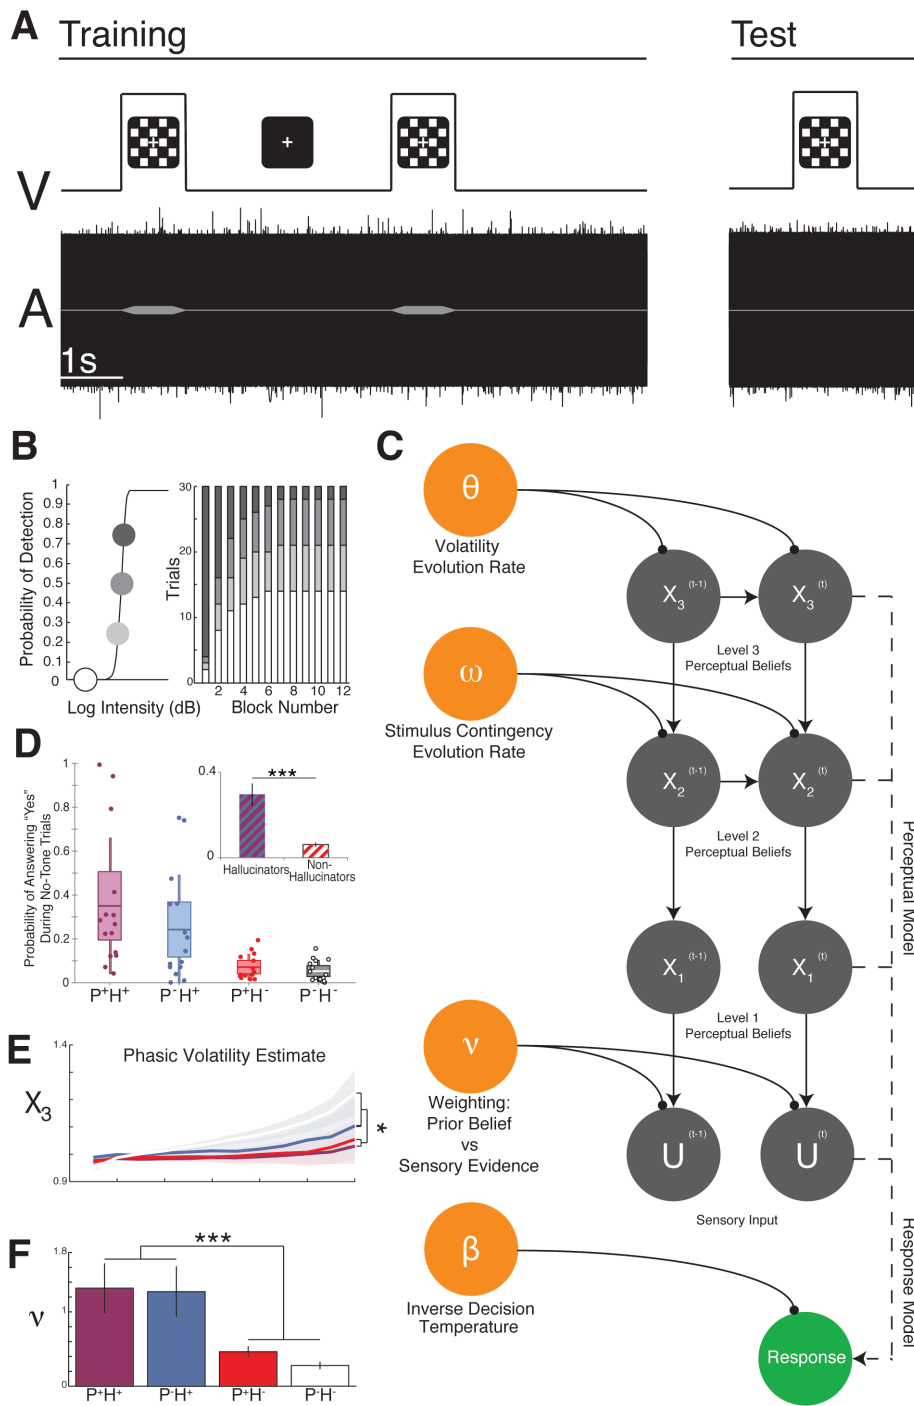 A
Training
Test
V
A
1s
B
Probability of Detection
1
0.9
0.8
0.7
0.6
0.5
0.4
0.3
0.2
0.1
0
Log Intensity (dB)
Trials
30
20
10
0
2 4 6 8 10 12
Block Number
C
θ
Volatility
Evolution Rate
X3 (t-1)
X3 (t)
Level 3
Perceptual Beliefs
ω
Stimulus Contingency
Evolution Rate
X2 (t-1)
X2 (t)
Level 2
Perceptual Beliefs
X1 (t-1)
X1 (t)
Level 1
Perceptual Beliefs
ν
Weighting:
Prior Belief
vs
Sensory Evidence
U (t-1)
U (t)
Sensory Input
β
Inverse Decision
Temperature
Response
Perceptual Model
Response Model
D
Probability of Answering “Yes”
During No-Tone Trials
1
0.8
0.6
0.4
0.2
0
P+H+ P-H+ P+H- P-H-
0.4
0
***
Hallucinators
Non-
Hallucinators
E
Phasic Volatility Estimate
X3
1.4
0.9
*
F
ν
1.8
1
0
***
P+H+ P-H+ P+H- P-H-